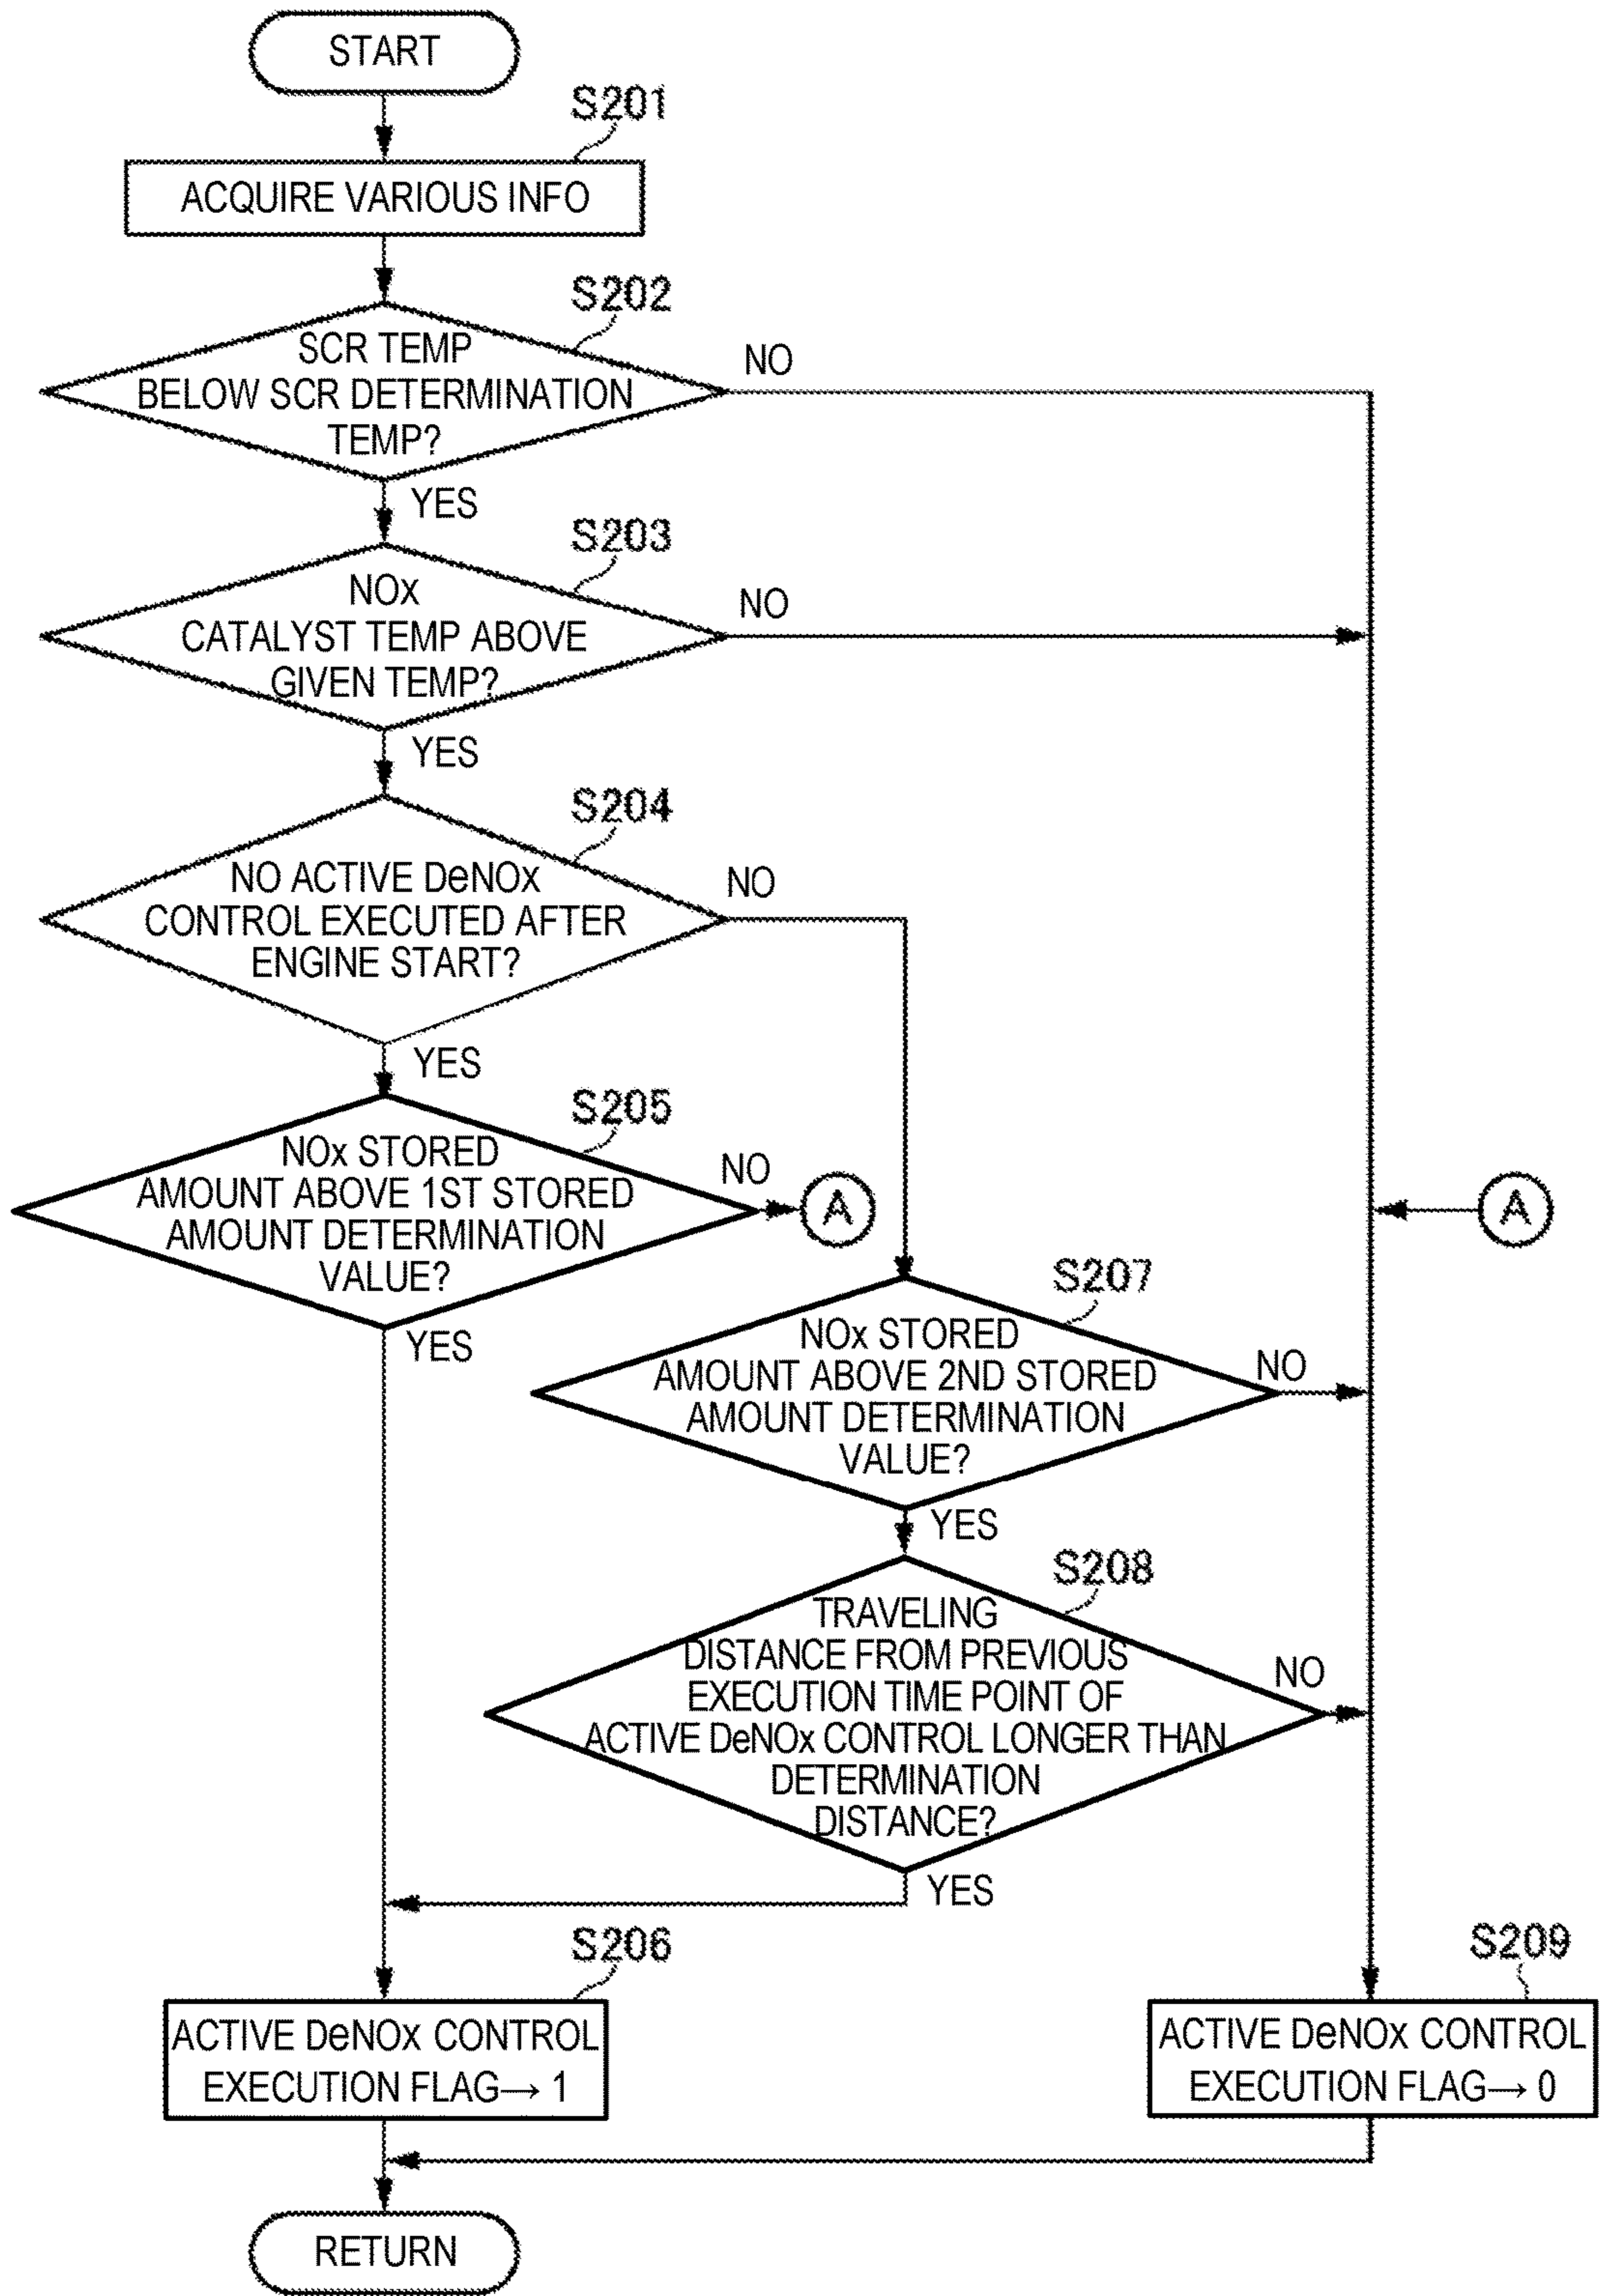 START
S201
ACQUIRE VARIOUS INFO
S202
SCR TEMP
BELOW SCR DETERMINATION
TEMP?
NO
YES
S203
NOx
CATALYST TEMP ABOVE
GIVEN TEMP?
NO
YES
S204
NO ACTIVE DeNOx
CONTROL EXECUTED AFTER
ENGINE START?
NO
YES
S205
NOx STORED
AMOUNT ABOVE 1ST STORED
AMOUNT DETERMINATION
VALUE?
NO
A
A
YES
S207
NOx STORED
AMOUNT ABOVE 2ND STORED
AMOUNT DETERMINATION
VALUE?
NO
YES
S208
TRAVELING
DISTANCE FROM PREVIOUS
EXECUTION TIME POINT OF
ACTIVE DeNOx CONTROL LONGER THAN
DETERMINATION
DISTANCE?
NO
YES
S206
ACTIVE DeNOx CONTROL
EXECUTION FLAG→ 1
S209
ACTIVE DeNOx CONTROL
EXECUTION FLAG→ 0
RETURN